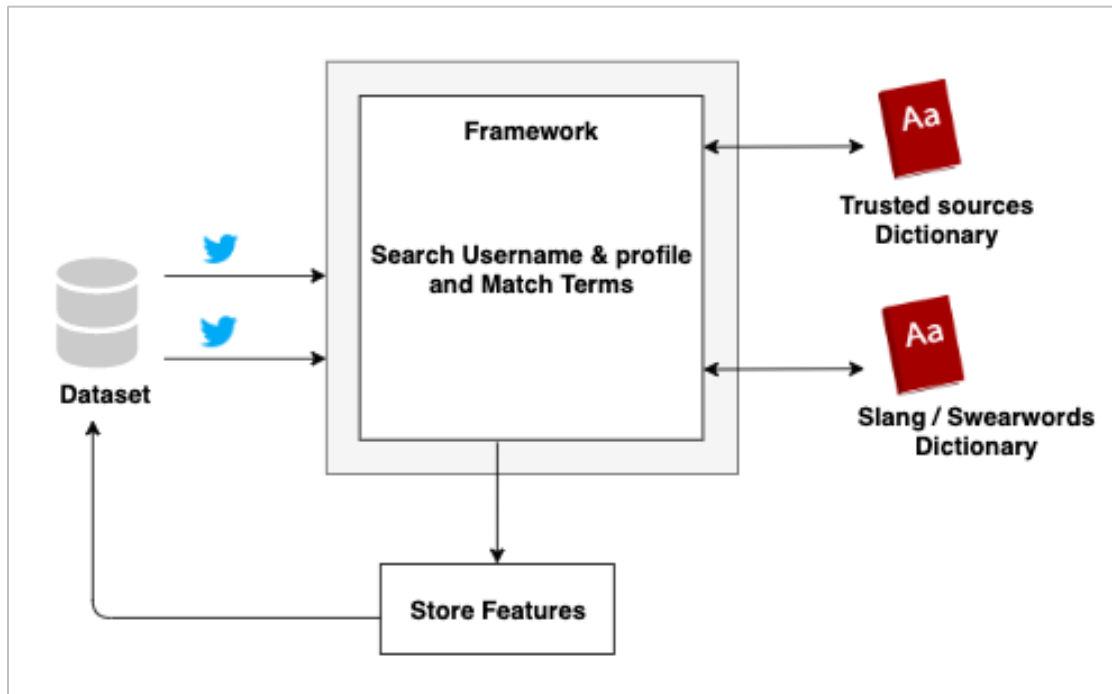 Framework
Search Username & profile
and Match Terms
Aa
Trusted sources
Dictionary
Dataset
Aa
Slang / Swearwords
Dictionary
Store Features